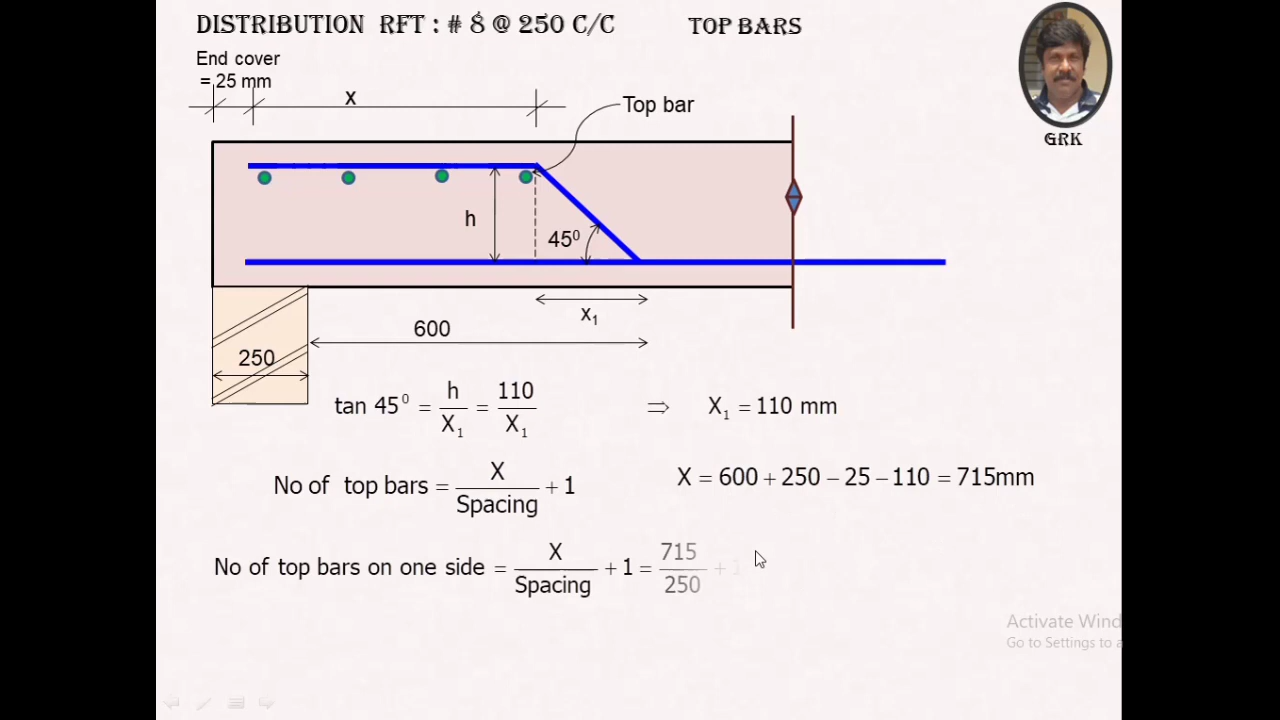 DISTRIBUTION RFT : # 8 @ 250 C/C
TOP BARS
End cover
= 25 mm
X
Top bar
GRK
h
45⁰
X₁
600
250
tan 45⁰ = h/X₁ = 110/X₁ ⇒ X₁ = 110 mm
No of top bars = X/Spacing + 1
X = 600 + 250 − 25 − 110 = 715mm
No of top bars on one side = X/Spacing + 1 = 715/250 +
Activate Wind
Go to Settings to a